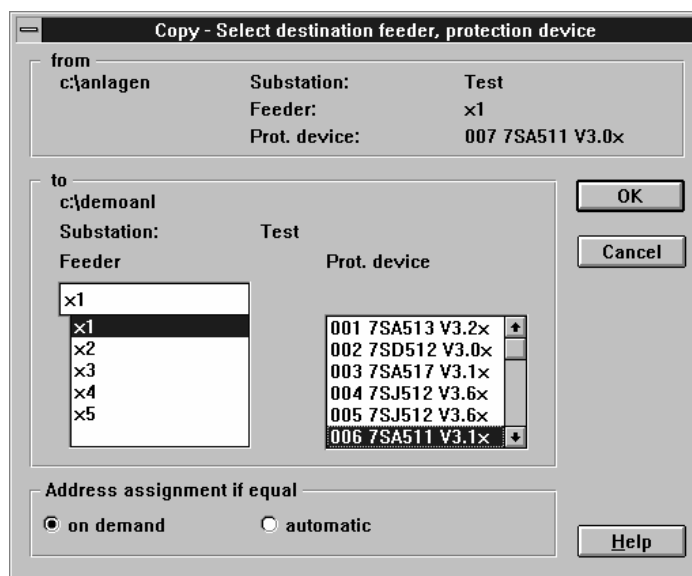 Copy - Select destination feeder, protection device
from
c:\anlagen Substation: Test
Feeder: x1
Prot. device: 007 7SA511 V3.0x
to
c:\demoanl
Substation: Test
Feeder Prot. device
x1
x1
x2
x3
x4
x5
001 7SA513 V3.2x
002 7SD512 V3.0x
003 7SA517 V3.1x
004 7SJ512 V3.6x
005 7SJ512 V3.6x
006 7SA511 V3.1x
OK
Cancel
Address assignment if equal
on demand automatic
Help